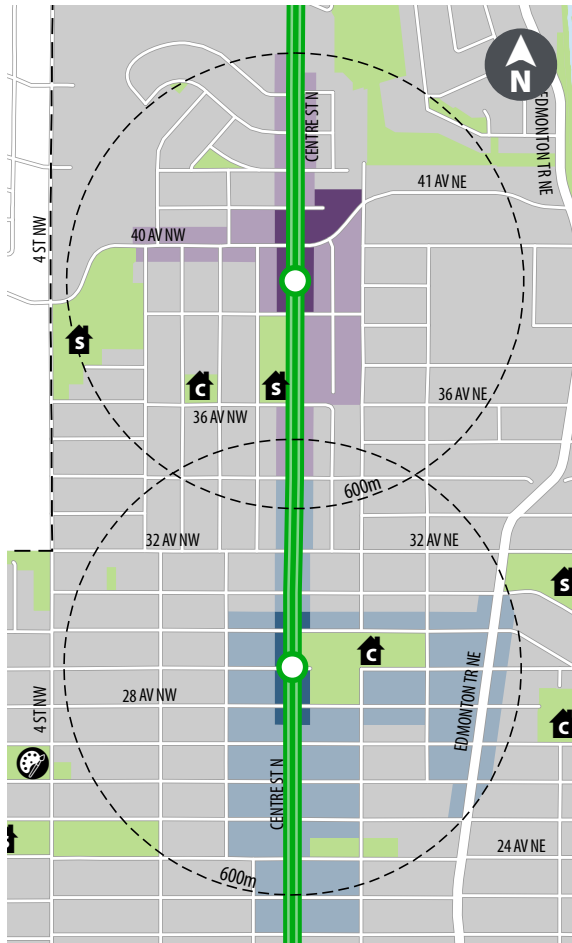 N
CENTRE ST N
EDMONTON TR NE
41 AV NE
4 ST NW
40 AV NW
S
C
S
36 AV NE
36 AV NW
600m
32 AV NW
32 AV NE
S
C
EDMONTON TR NE
28 AV NW
4 ST NW
C
CENTRE ST N
24 AV NE
600m